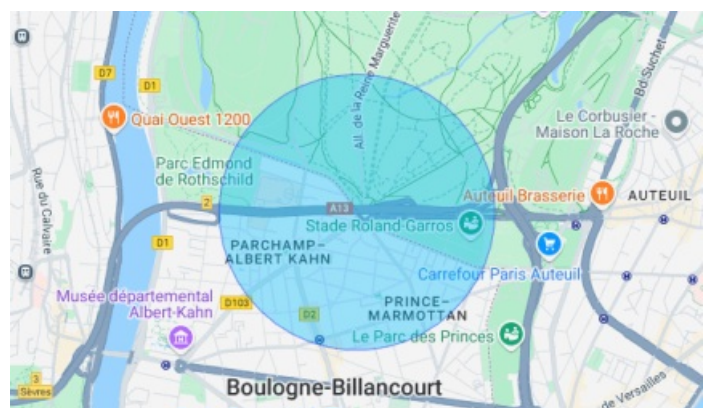 D7
D1
Quai Ouest 1200
All. de la Reine Marguerite
Bd Suchet
Le Corbusier -
Maison La Roche
Parc Edmond
de Rothschild
Rue du Calvaire
2
A13
Auteuil Brasserie
AUTEUIL
Stade Roland Garros
D1
PARCHAMP-
ALBERT KAHN
Carrefour Paris Auteuil
Musée départemental
Albert-Kahn
D103
D2
PRINCE-
MARMOTTAN
Le Parc des Princes
3
Sèvres
Boulogne-Billancourt
de Versailles